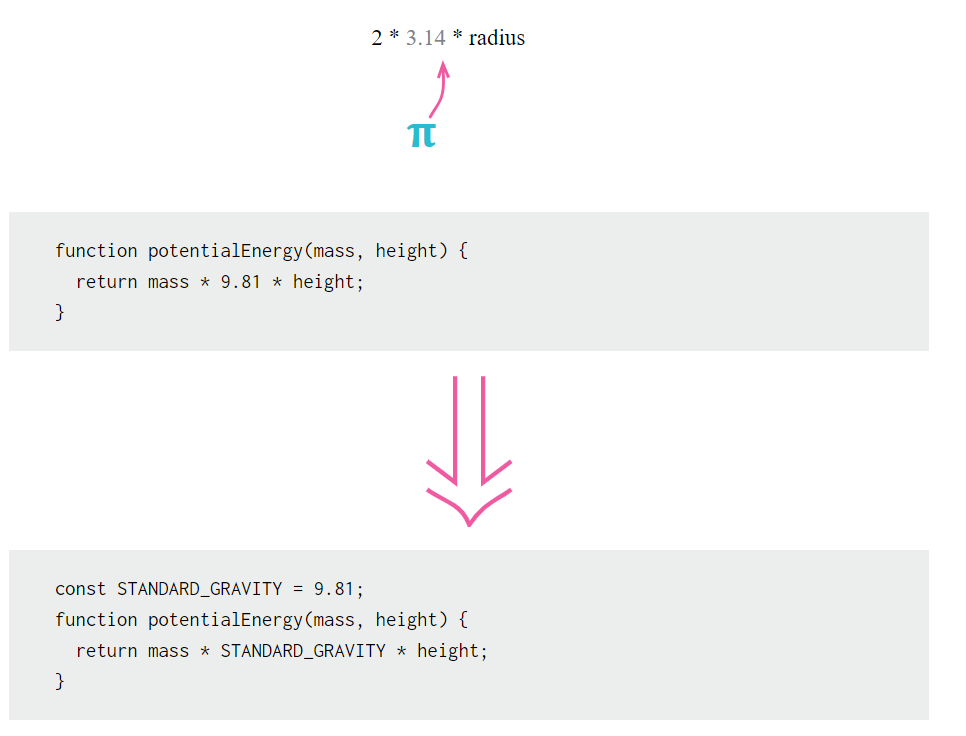 2 * 3.14 * radius
π
function potentialEnergy(mass, height) {
  return mass * 9.81 * height;
}
const STANDARD_GRAVITY = 9.81;
function potentialEnergy(mass, height) {
  return mass * STANDARD_GRAVITY * height;
}